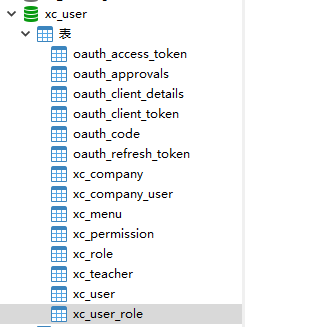 xc_user
表
oauth_access_token
oauth_approvals
oauth_client_details
oauth_client_token
oauth_code
oauth_refresh_token
xc_company
xc_company_user
xc_menu
xc_permission
xc_role
xc_teacher
xc_user
xc_user_role